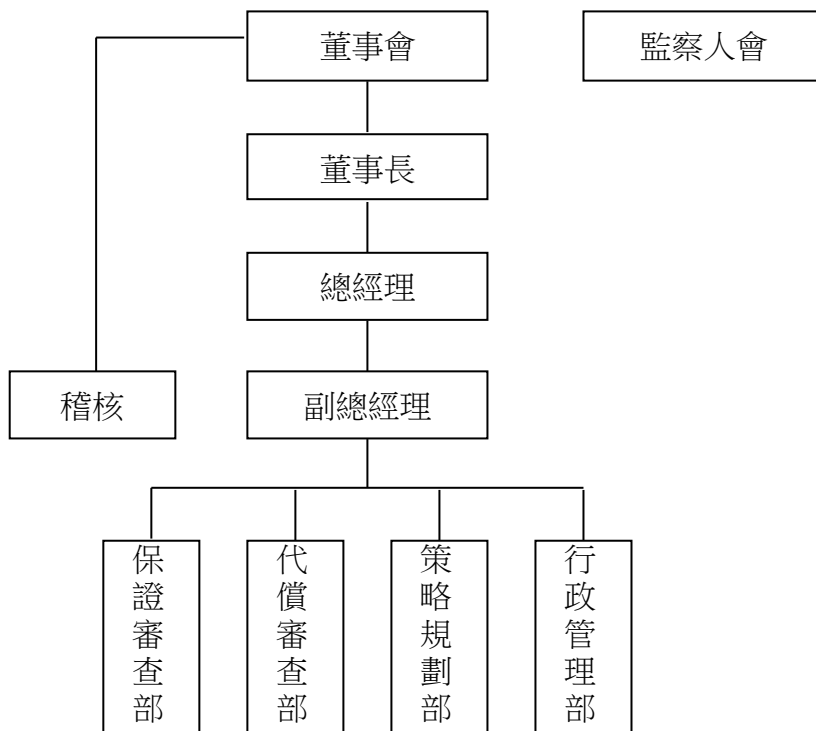 董事會
監察人會
董事長
總經理
稽核
副總經理
保證審查部
代償審查部
策略規劃部
行政管理部